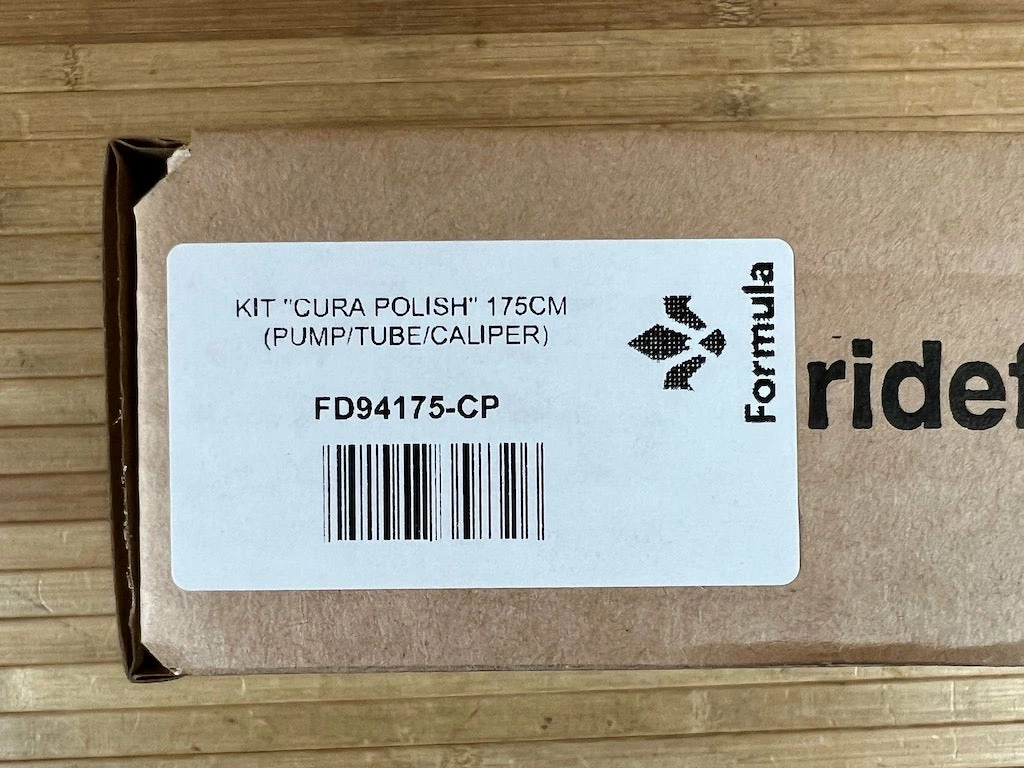 KIT "CURA POLISH" 175CM
(PUMP/TUBE/CALIPER)
FD94175-CP
Formula
ridef